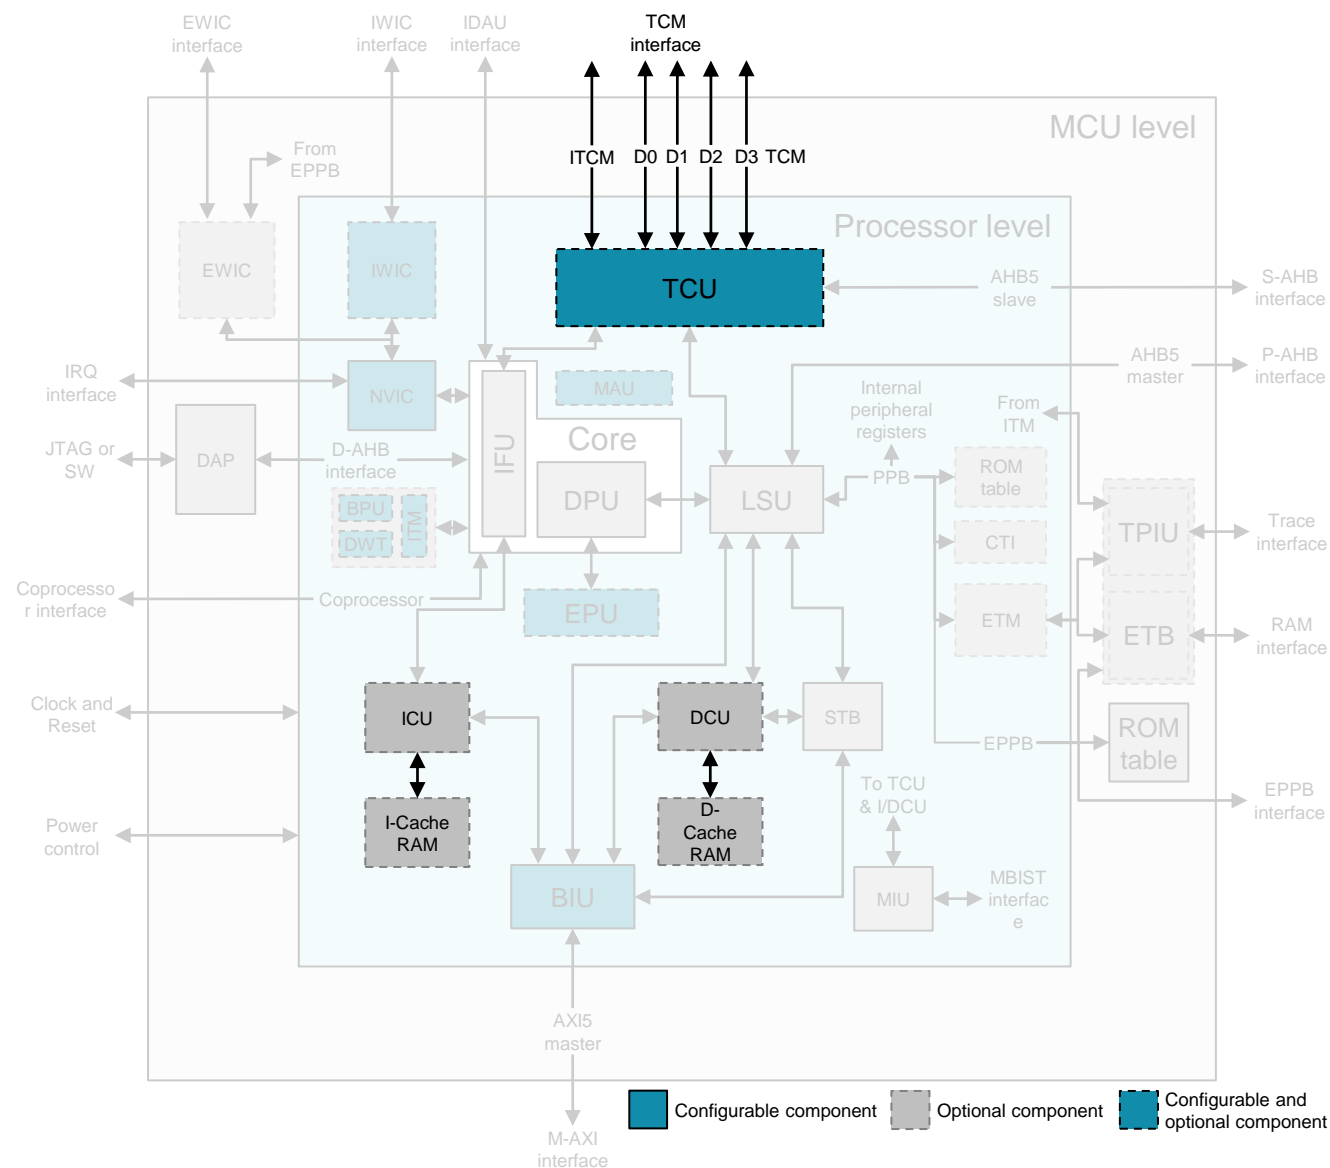 EWIC
interface
IWIC
interface
IDAU
interface
TCM
interface
MCU level
From
EPPB
ITCM
D0
D1
D2
D3
TCM
Processor level
EWIC
IWIC
TCU
AHB5
slave
S-AHB
interface
IRQ
interface
NVIC
MAU
AHB5
master
P-AHB
interface
Internal
peripheral
registers
From
ITM
JTAG or
SW
DAP
D-AHB
interface
IFU
Core
DPU
LSU
PPB
ROM
table
BPU
DWT
ITM
CTI
TPIU
Trace
interface
Coprocesso
r interface
Coprocessor
EPU
ETM
ETB
RAM
interface
Clock and
Reset
ICU
DCU
STB
EPPB
ROM
table
To TCU
& I/DCU
EPPB
interface
Power
control
I-Cache
RAM
D-
Cache
RAM
BIU
MIU
MBIST
interfac
e
AXI5
master
M-AXI
interface
Configurable component
Optional component
Configurable and
optional component